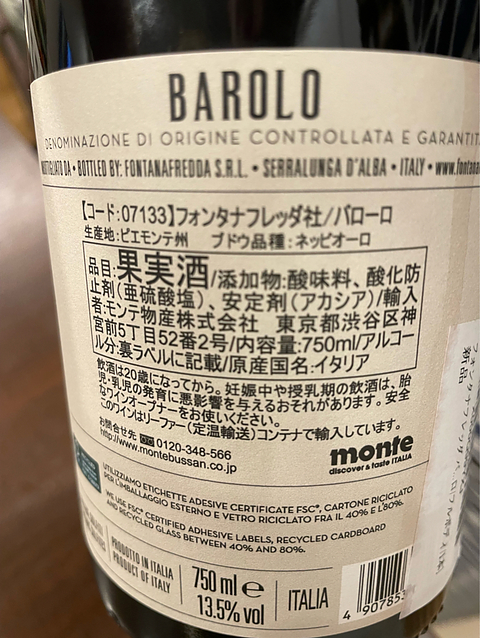 BAROLO
DENOMINAZIONE DI ORIGINE CONTROLLATA E GARANTIT
BOTTLED BY: FONTANAFREDDA S.R.L. • SERRALUNGA D'ALBA • ITALY • www.fontana
【コード:07133】フォンタナフレッダ社/バローロ
生産地:ピエモンテ州 ブドウ品種:ネッビオーロ
品目:果実酒/添加物:酸味料、酸化防
止剤(亜硫酸塩)、安定剤(アカシア)/輸入
者:モンテ物産株式会社 東京都渋谷区神
宮前5丁目52番2号/内容量:750ml/アルコー
ル分:裏ラベルに記載/原産国名:イタリア
飲酒は20歳になってから。妊娠中や授乳期の飲酒は、胎
児・乳児の発育に悪影響を与えるおそれがあります。安全
なワインオープナーをお使いください。
このワインはリーファー(定温輸送)コンテナで輸入しています。
お問合せ先 0120-348-566
http://www.montebussan.co.jp
monte
discover & taste ITALIA
UTILIZZIAMO ETICHETTE ADESIVE CERTIFICATE FSC®, CARTONE RICICLATO
PER L'IMBALLAGGIO ESTERNO E VETRO RICICLATO FRA IL 40% E L'80%.
WE USE FSC® CERTIFIED ADHESIVE LABELS, RECYCLED CARDBOARD
AND RECYCLED GLASS BETWEEN 40% AND 80%.
PRODOTTO IN ITALIA
PRODUCT OF ITALY
750 ml e
13.5% vol
ITALIA
4 907853